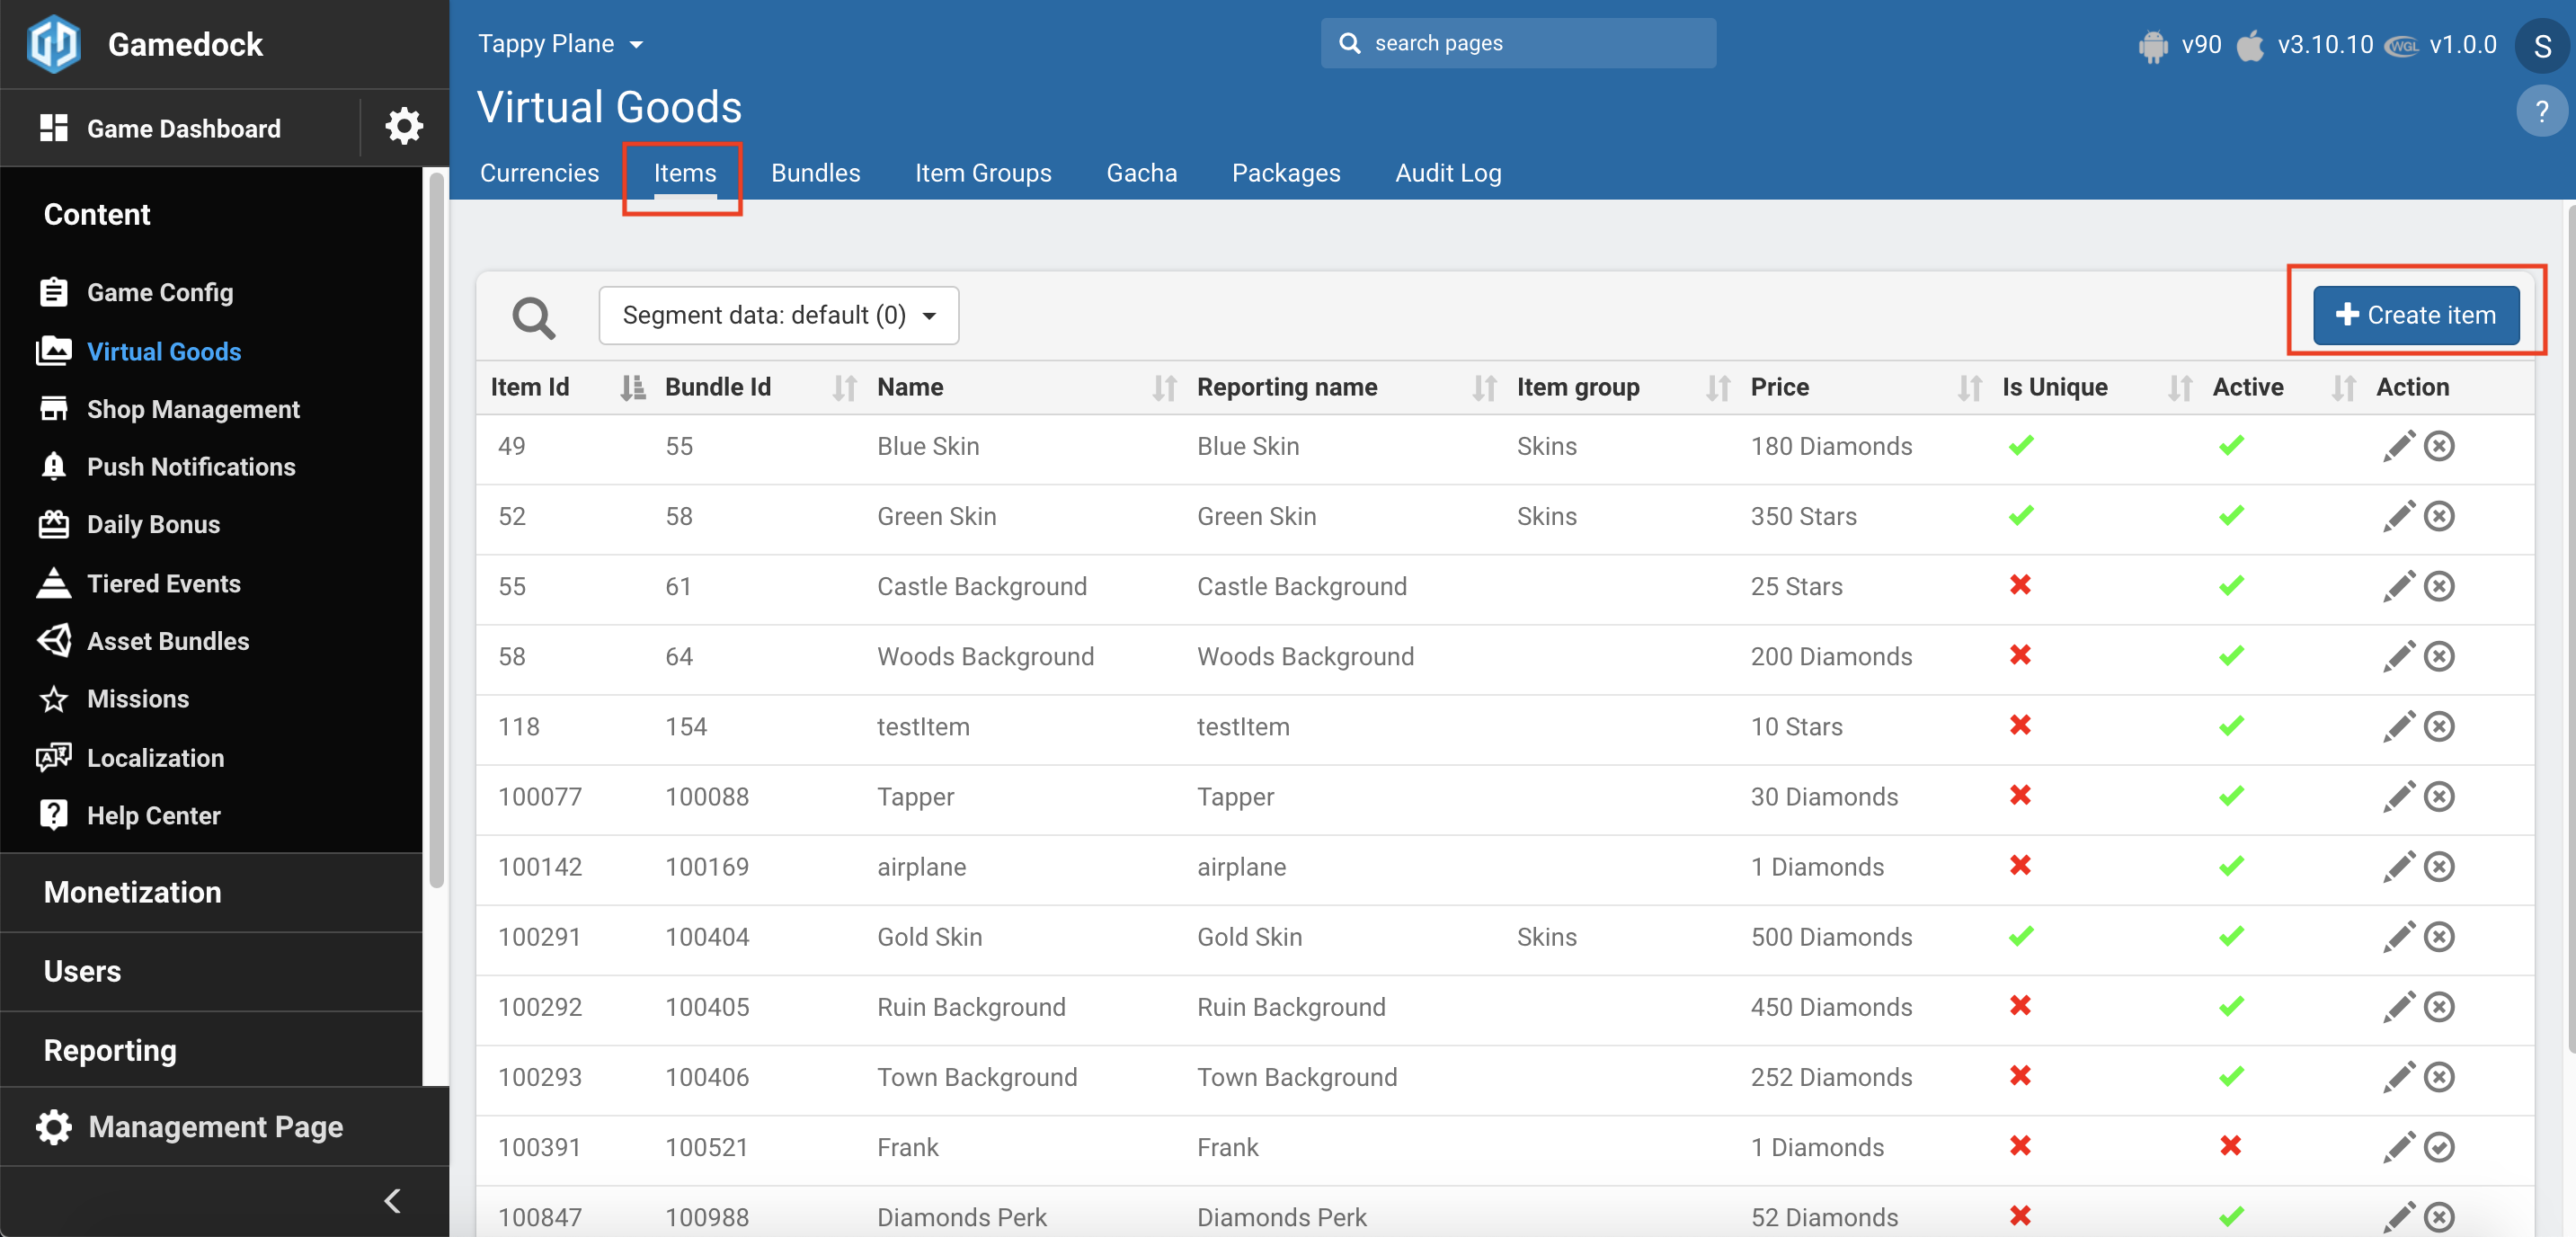 Gamedock
Game Dashboard
Content
Game Config
Virtual Goods
Shop Management
Push Notifications
Daily Bonus
Tiered Events
Asset Bundles
Missions
Localization
Help Center
Monetization
Users
Reporting
Management Page
Tappy Plane
search pages
v90 v3.10.10 WGL v1.0.0 S
?
Virtual Goods
Currencies Items Bundles Item Groups Gacha Packages Audit Log
Segment data: default (0)
Create item
Item Id Bundle Id Name Reporting name Item group Price Is Unique Active Action
49 55 Blue Skin Blue Skin Skins 180 Diamonds
52 58 Green Skin Green Skin Skins 350 Stars
55 61 Castle Background Castle Background 25 Stars
58 64 Woods Background Woods Background 200 Diamonds
118 154 testItem testItem 10 Stars
100077 100088 Tapper Tapper 30 Diamonds
100142 100169 airplane airplane 1 Diamonds
100291 100404 Gold Skin Gold Skin Skins 500 Diamonds
100292 100405 Ruin Background Ruin Background 450 Diamonds
100293 100406 Town Background Town Background 252 Diamonds
100391 100521 Frank Frank 1 Diamonds
100847 100988 Diamonds Perk Diamonds Perk 52 Diamonds